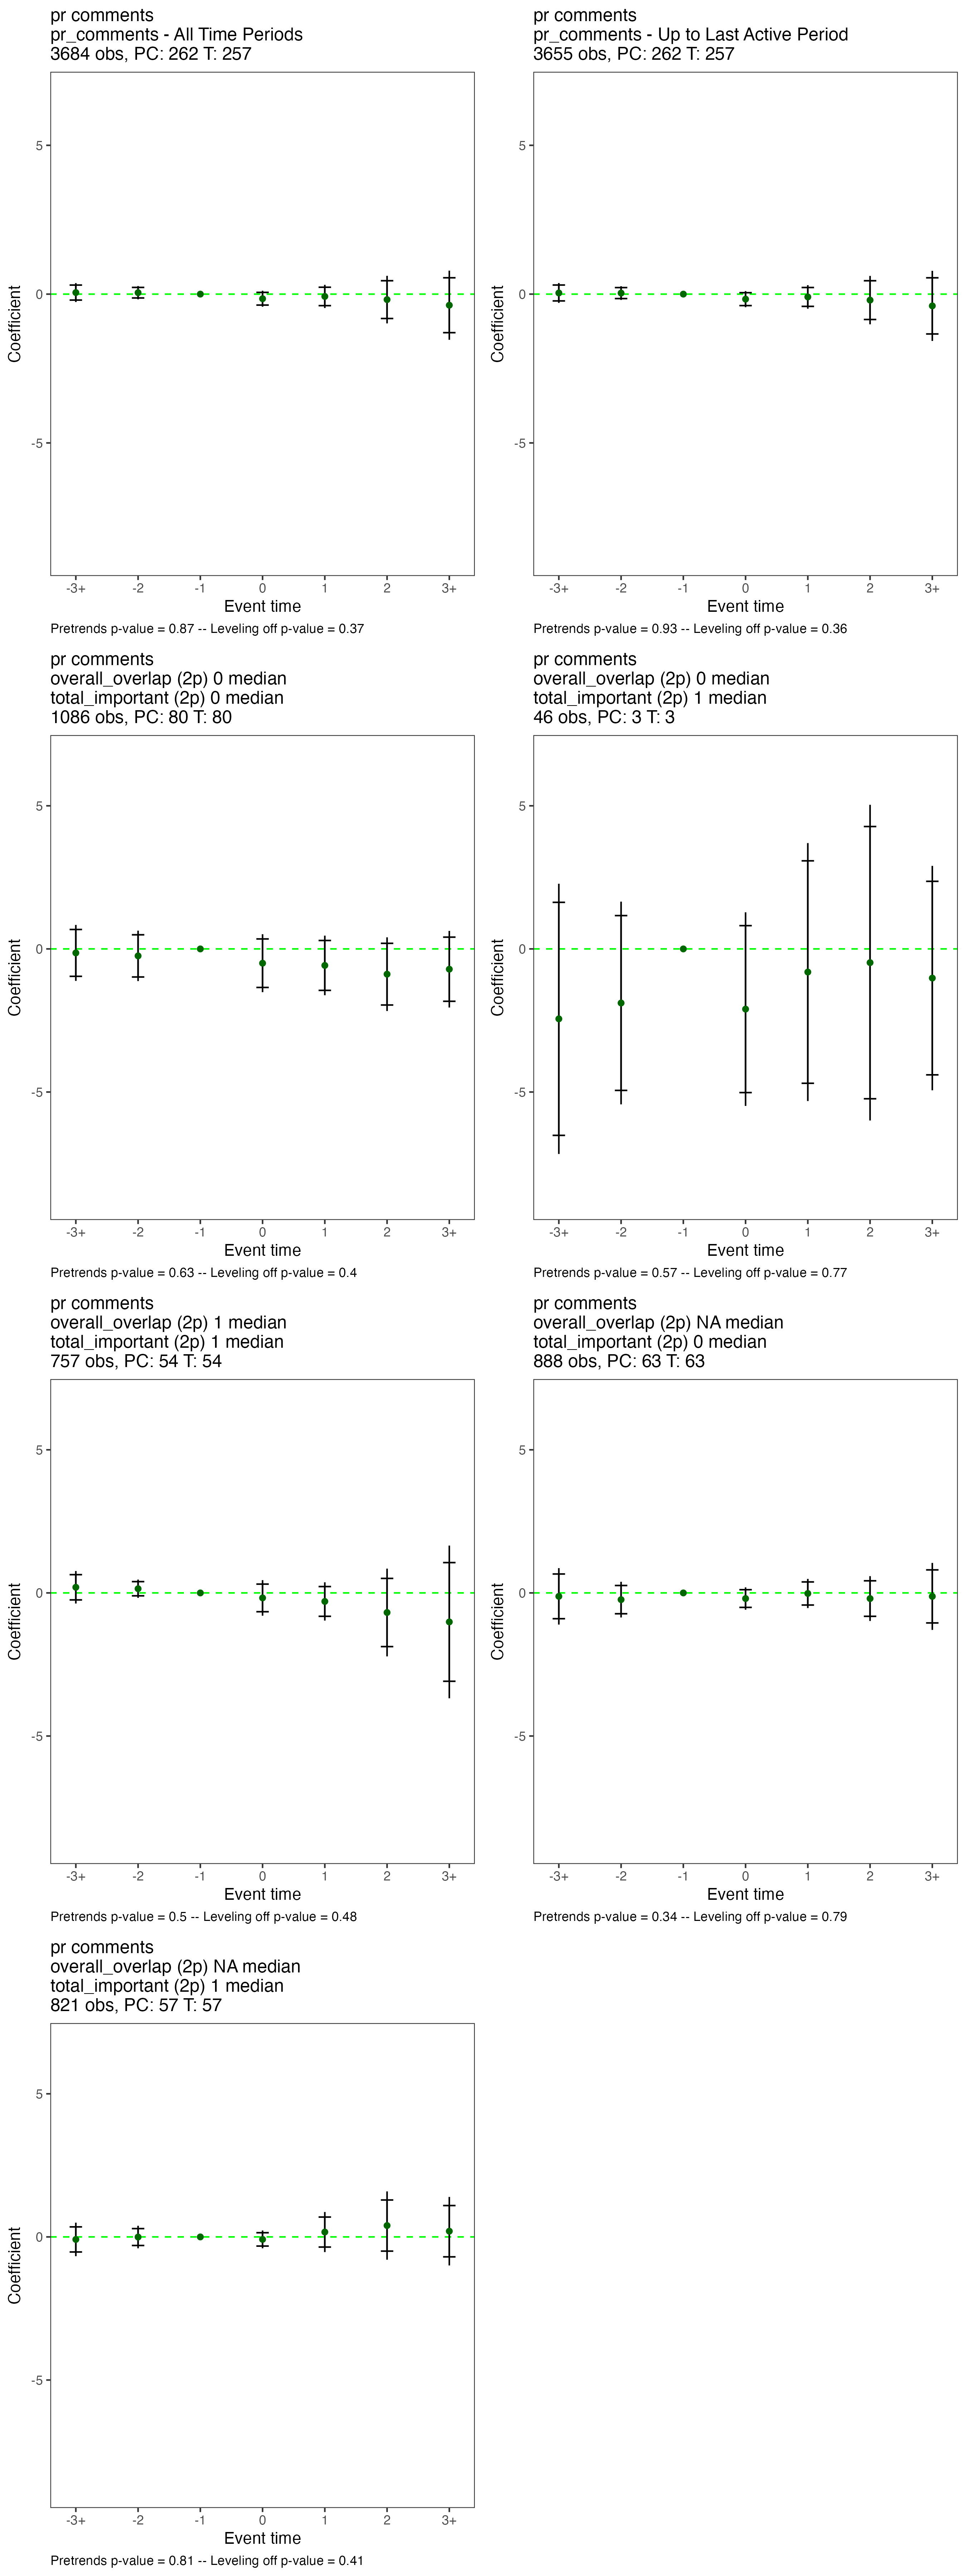 pr comments
pr_comments - All Time Periods
3684 obs, PC: 262 T: 257
Coefficient
5
0
-5
-3+ -2 -1 0 1 2 3+
Event time
Pretrends p-value = 0.87 -- Leveling off p-value = 0.37
pr comments
pr_comments - Up to Last Active Period
3655 obs, PC: 262 T: 257
Coefficient
5
0
-5
-3+ -2 -1 0 1 2 3+
Event time
Pretrends p-value = 0.93 -- Leveling off p-value = 0.36
pr comments
overall_overlap (2p) 0 median
total_important (2p) 0 median
1086 obs, PC: 80 T: 80
Coefficient
5
0
-5
-3+ -2 -1 0 1 2 3+
Event time
Pretrends p-value = 0.63 -- Leveling off p-value = 0.4
pr comments
overall_overlap (2p) 0 median
total_important (2p) 1 median
46 obs, PC: 3 T: 3
Coefficient
5
0
-5
-3+ -2 -1 0 1 2 3+
Event time
Pretrends p-value = 0.57 -- Leveling off p-value = 0.77
pr comments
overall_overlap (2p) 1 median
total_important (2p) 1 median
757 obs, PC: 54 T: 54
Coefficient
5
0
-5
-3+ -2 -1 0 1 2 3+
Event time
Pretrends p-value = 0.5 -- Leveling off p-value = 0.48
pr comments
overall_overlap (2p) NA median
total_important (2p) 0 median
888 obs, PC: 63 T: 63
Coefficient
5
0
-5
-3+ -2 -1 0 1 2 3+
Event time
Pretrends p-value = 0.34 -- Leveling off p-value = 0.79
pr comments
overall_overlap (2p) NA median
total_important (2p) 1 median
821 obs, PC: 57 T: 57
Coefficient
5
0
-5
-3+ -2 -1 0 1 2 3+
Event time
Pretrends p-value = 0.81 -- Leveling off p-value = 0.41